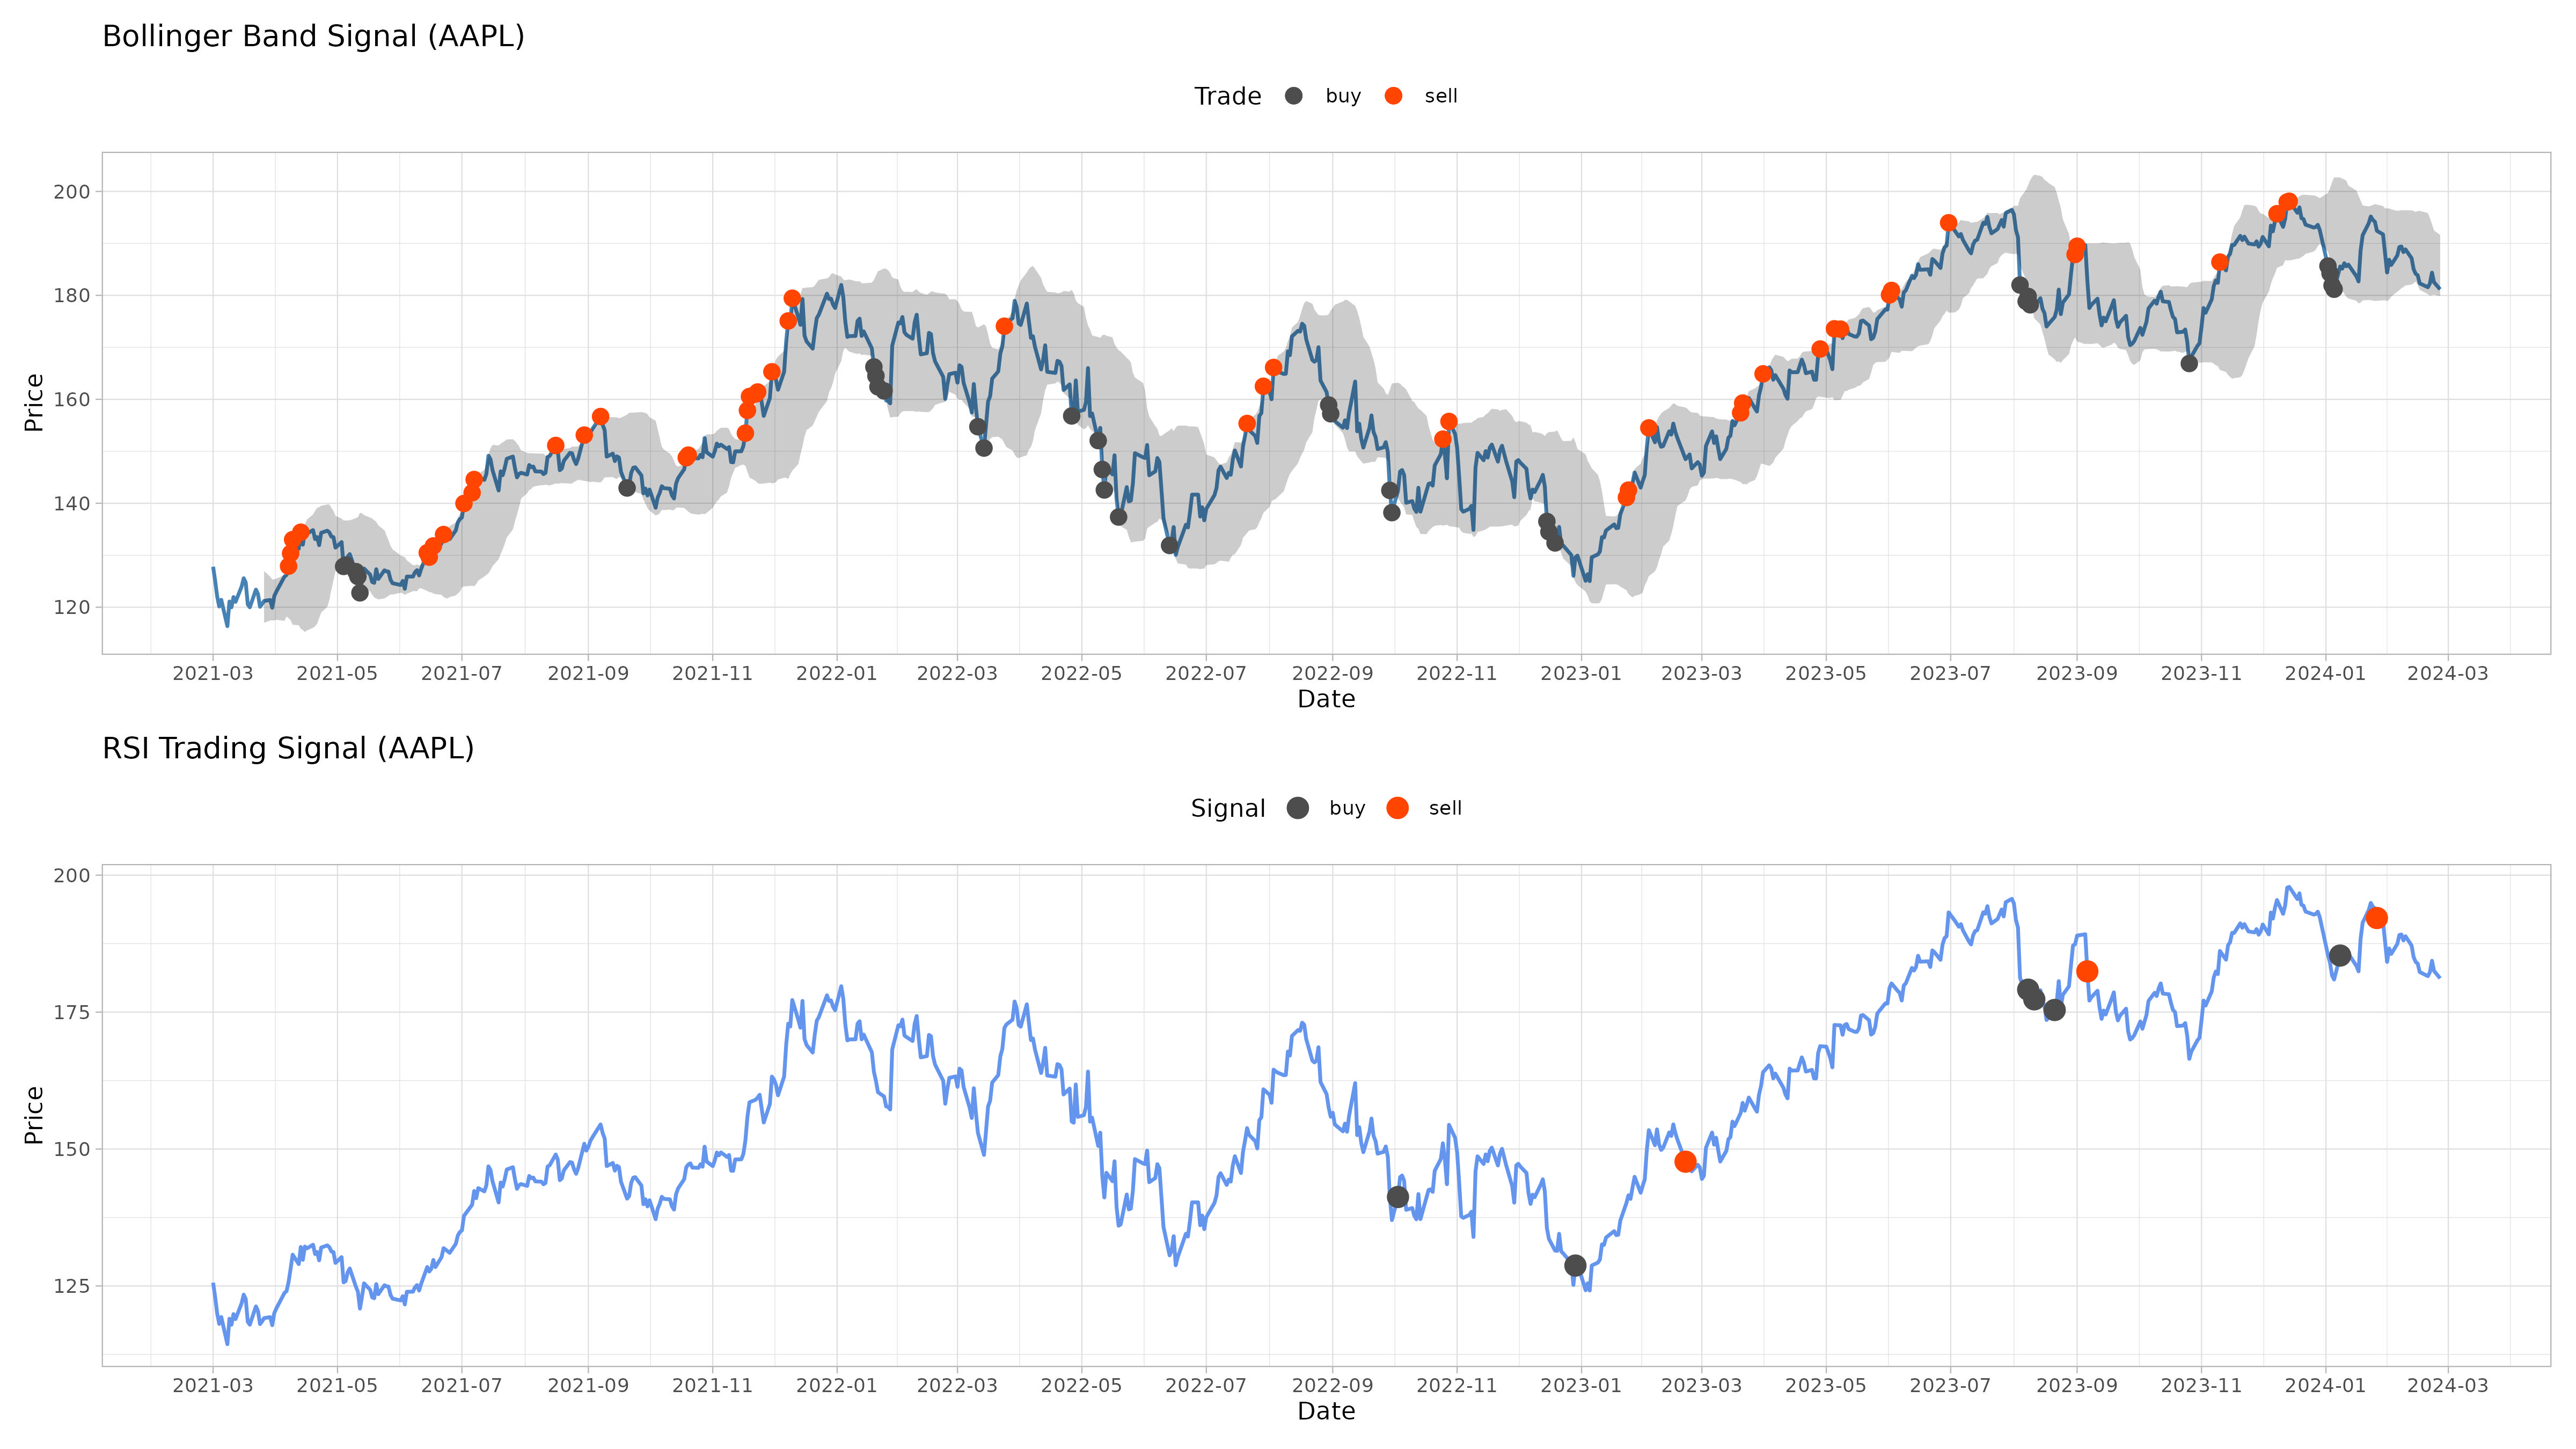 Bollinger Band Signal (AAPL)
Trade buy sell
Price
200
180
160
140
120
2021-03 2021-05 2021-07 2021-09 2021-11 2022-01 2022-03 2022-05 2022-07 2022-09 2022-11 2023-01 2023-03 2023-05 2023-07 2023-09 2023-11 2024-01 2024-03
Date
RSI Trading Signal (AAPL)
Signal buy sell
Price
200
175
150
125
2021-03 2021-05 2021-07 2021-09 2021-11 2022-01 2022-03 2022-05 2022-07 2022-09 2022-11 2023-01 2023-03 2023-05 2023-07 2023-09 2023-11 2024-01 2024-03
Date